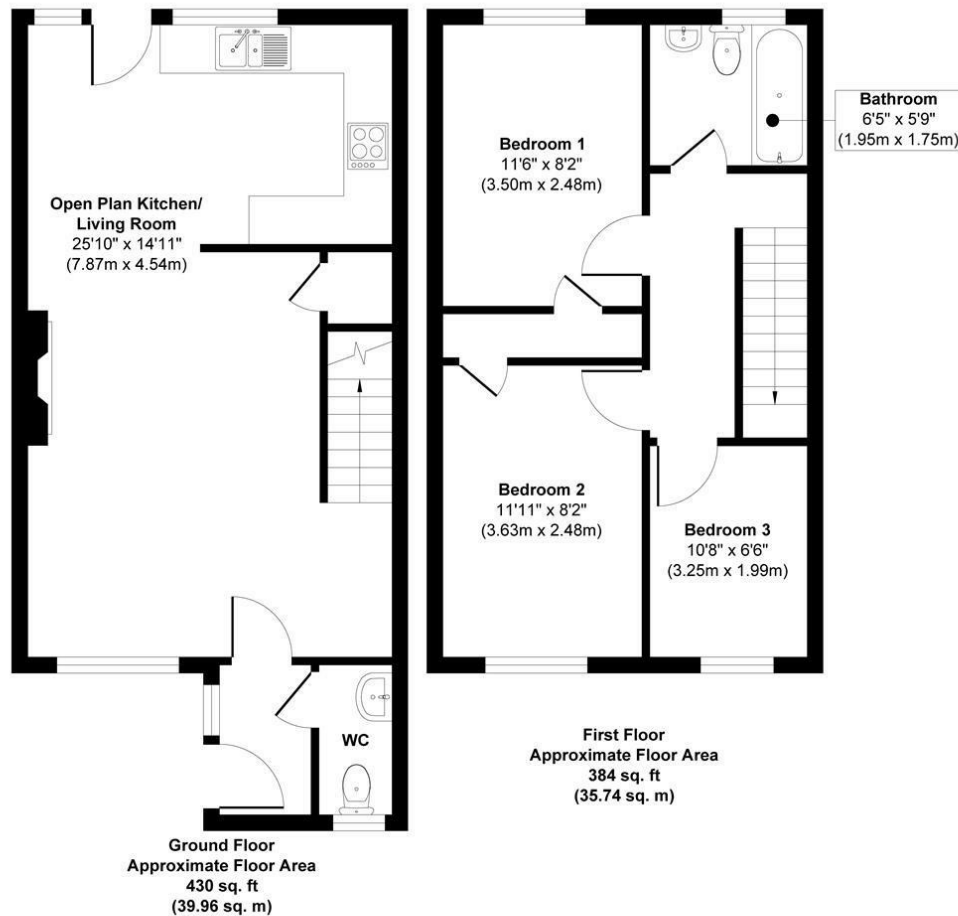 Open Plan Kitchen/
Living Room
25'10" x 14'11"
(7.87m x 4.54m)
WC
Ground Floor
Approximate Floor Area
430 sq. ft
(39.96 sq. m)
Bedroom 1
11'6" x 8'2"
(3.50m x 2.48m)
Bathroom
6'5" x 5'9"
(1.95m x 1.75m)
Bedroom 2
11'11" x 8'2"
(3.63m x 2.48m)
Bedroom 3
10'8" x 6'6"
(3.25m x 1.99m)
First Floor
Approximate Floor Area
384 sq. ft
(35.74 sq. m)